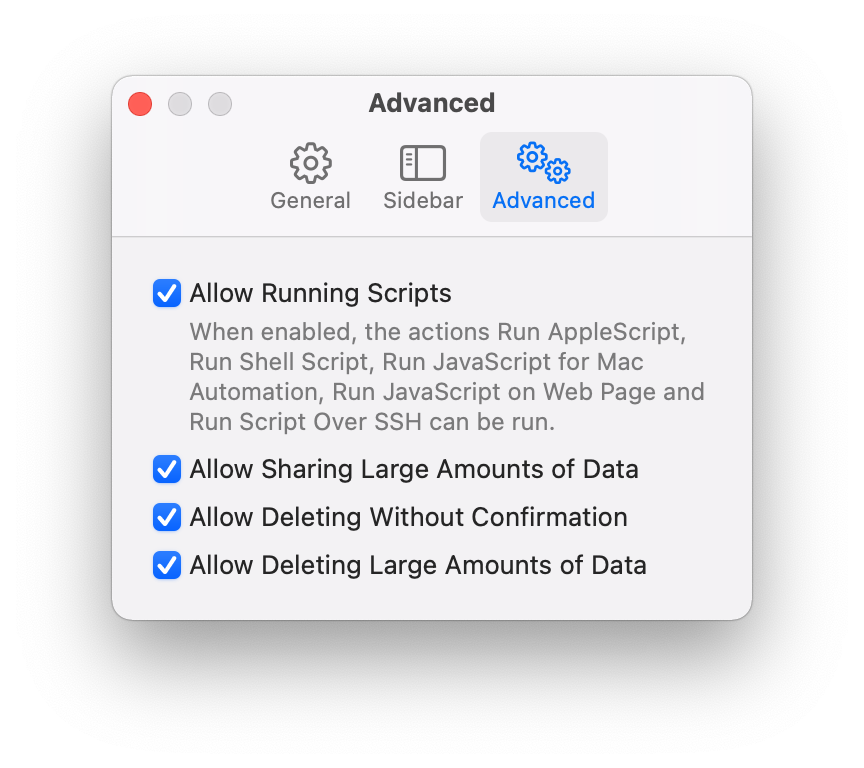 Advanced
General
Sidebar
Advanced
Allow Running Scripts
When enabled, the actions Run AppleScript,
Run Shell Script, Run JavaScript for Mac
Automation, Run JavaScript on Web Page and
Run Script Over SSH can be run.
Allow Sharing Large Amounts of Data
Allow Deleting Without Confirmation
Allow Deleting Large Amounts of Data